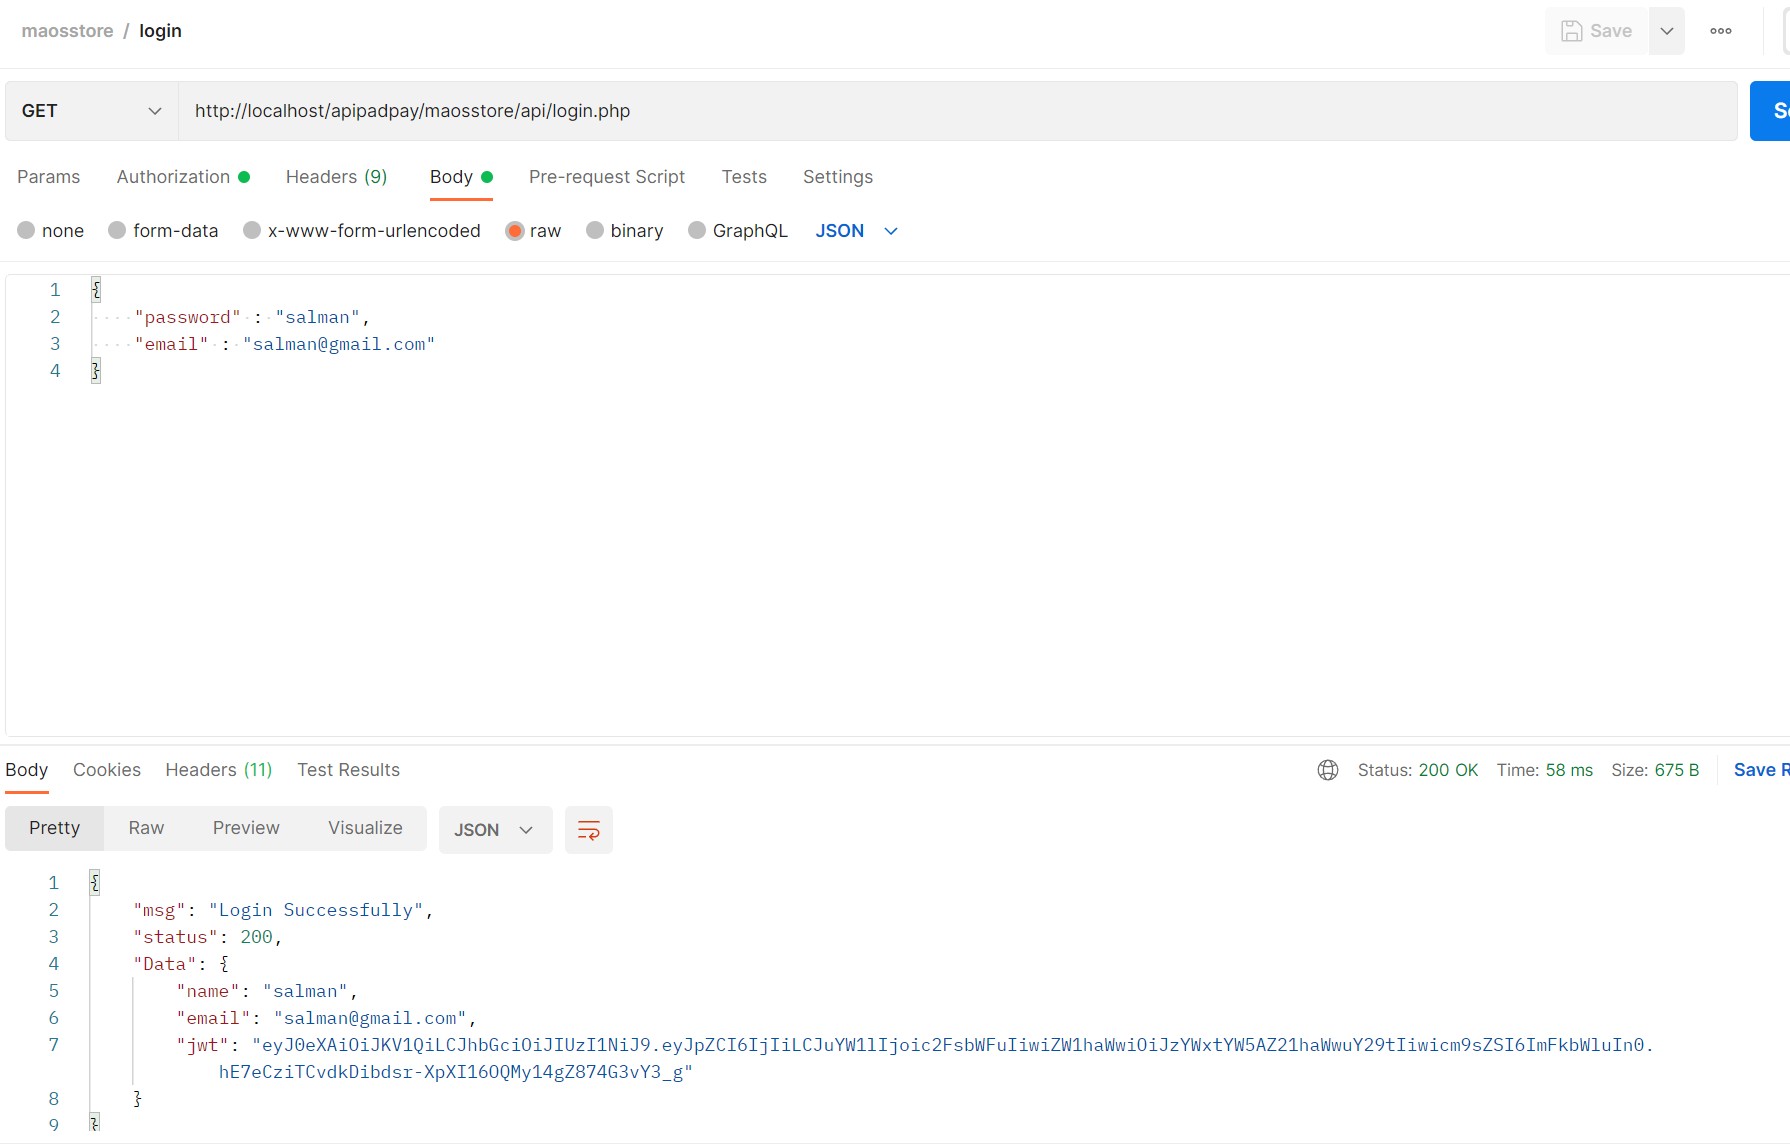 maosstore / login
Save
GET
http://localhost/apipadpay/maosstore/api/login.php
Params Authorization Headers (9) Body Pre-request Script Tests Settings
none form-data x-www-form-urlencoded raw binary GraphQL JSON
1 {
2 "password" : "salman",
3 "email" : "salman@gmail.com"
4 }
Body Cookies Headers (11) Test Results Status: 200 OK Time: 58 ms Size: 675 B Save R
Pretty Raw Preview Visualize JSON
1 {
2 "msg": "Login Successfully",
3 "status": 200,
4 "Data": {
5 "name": "salman",
6 "email": "salman@gmail.com",
7 "jwt": "eyJ0eXAiOiJKV1QiLCJhbGciOiJIUzI1NiJ9.eyJpZCI6IjIiLCJuYW1lIjoic2FsbWFuIiwiZW1haWwiOiJzYWxtYW5AZ21haWwuY29tIiwicm9sZSI6ImFkbWluIn0.
hE7eCziTCvdkDibdsr-XpXI16OQMy14gZ874G3vY3_g"
8 }
9 }